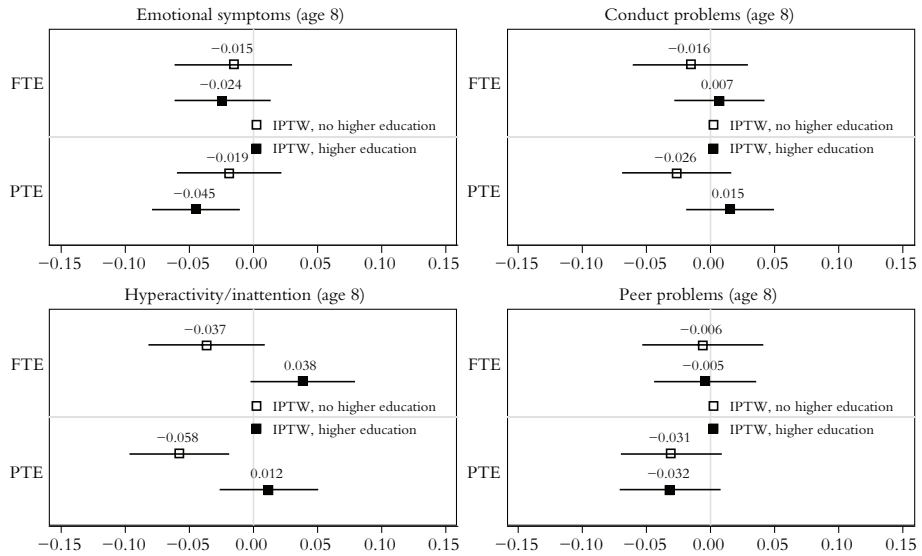 Emotional symptoms (age 8)
−0.015
FTE
−0.024
IPTW, no higher education
IPTW, higher education
−0.019
PTE
−0.045
−0.15 −0.10 −0.05 0.00 0.05 0.10 0.15
Conduct problems (age 8)
−0.016
FTE
0.007
IPTW, no higher education
IPTW, higher education
−0.026
PTE
0.015
−0.15 −0.10 −0.05 0.00 0.05 0.10 0.15
Hyperactivity/inattention (age 8)
−0.037
FTE
0.038
IPTW, no higher education
IPTW, higher education
−0.058
PTE
0.012
−0.15 −0.10 −0.05 0.00 0.05 0.10 0.15
Peer problems (age 8)
−0.006
FTE
−0.005
IPTW, no higher education
IPTW, higher education
−0.031
PTE
−0.032
−0.15 −0.10 −0.05 0.00 0.05 0.10 0.15